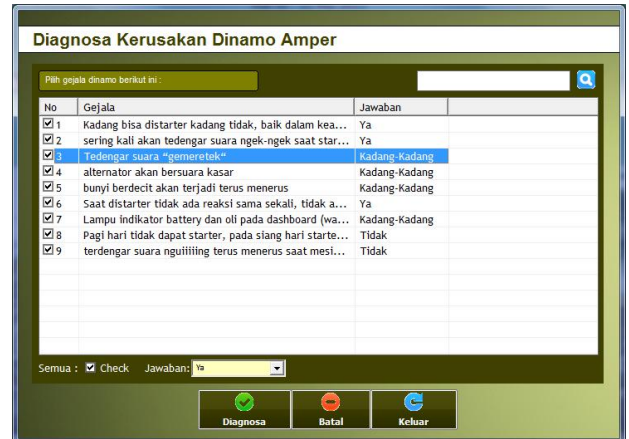 Diagnosa Kerusakan Dinamo Amper
Pilih gejala dinamo berikut ini :
No Gejala Jawaban
1 Kadang bisa distarter kadang tidak, baik dalam kea... Ya
2 sering kali akan tedengar suara ngek-ngek saat star... Ya
3 Tedengar suara "gemeretek" Kadang-Kadang
4 alternator akan bersuara kasar Kadang-Kadang
5 bunyi berdecit akan terjadi terus menerus Kadang-Kadang
6 Saat distarter tidak ada reaksi sama sekali, tidak a... Ya
7 Lampu indikator battery dan oli pada dashboard (wa... Kadang-Kadang
8 Pagi hari tidak dapat starter, pada siang hari starte... Tidak
9 terdengar suara nguiiiiing terus menerus saat mesi... Tidak
Semua : Check Jawaban: Ya
Diagnosa Batal Keluar